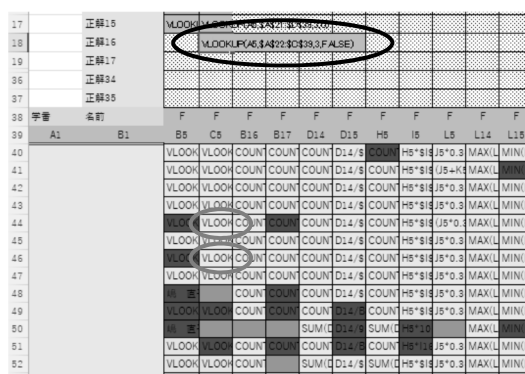 17 正解15 VLOOKI
18 正解16 VLOOKUP(A5,$A$22:$C$39,3,FALSE)
19 正解17
36 正解34
37 正解35
38 学番 名前 F F F F F F F F F F F
39 A1 B1 B5 C5 B16 B17 D14 D15 H5 I5 L5 L14 L15
40 VLOOK VLOOK COUNT COUNT COUNT D14/$ COUNT H5*$I$ J5*0.3 MAX(L MIN(
41 VLOOK VLOOK COUNT COUNT COUNT D14/$ COUNT H5*$I$ (J5+K5 MAX(L MIN(
42 VLOOK VLOOK COUNT COUNT COUNT D14/$ COUNT H5*$I$ J5*0.3 MAX(L MIN(
43 VLOOK VLOOK COUNT COUNT COUNT D14/$ COUNT H5*$I$ J5*0.3 MAX(L MIN(
44 VLOOK VLOOK COUNT COUNT COUNT D14/$ COUNT H5*$I$ (J5*0. MAX(L MIN(
45 VLOOK VLOOK COUNT COUNT COUNT D14/$ COUNT H5*$I$ J5*0.3 MAX(L MIN(
46 VLOOK VLOOK COUNT COUNT COUNT D14/$ COUNT H5*$I$ J5*0.3 MAX(L MIN(
47 VLOOK VLOOK COUNT COUNT COUNT D14/$ COUNT H5*$I$ J5*0.3 MAX(L MIN(
48 COUNT COUNT COUNT D14/$ COUNT H5*$I$ J5*0.3 MAX(L MIN(
49 VLOOK VLOOK COUNT COUNT COUNT D14/8 COUNT H5*$I$ J5*0.3 MAX(L MIN(
50 SUM(D D14/9 SUM(D H5*10 MAX(L MIN(
51 VLOOK VLOOK COUNT COUNT COUNT D14/8 COUNT J5*0.3 MAX(L MIN(
52 VLOOK VLOOK COUNT SUM(D D14/$ SUM(D H5*$I$ J5*0.3 MAX(L MIN(